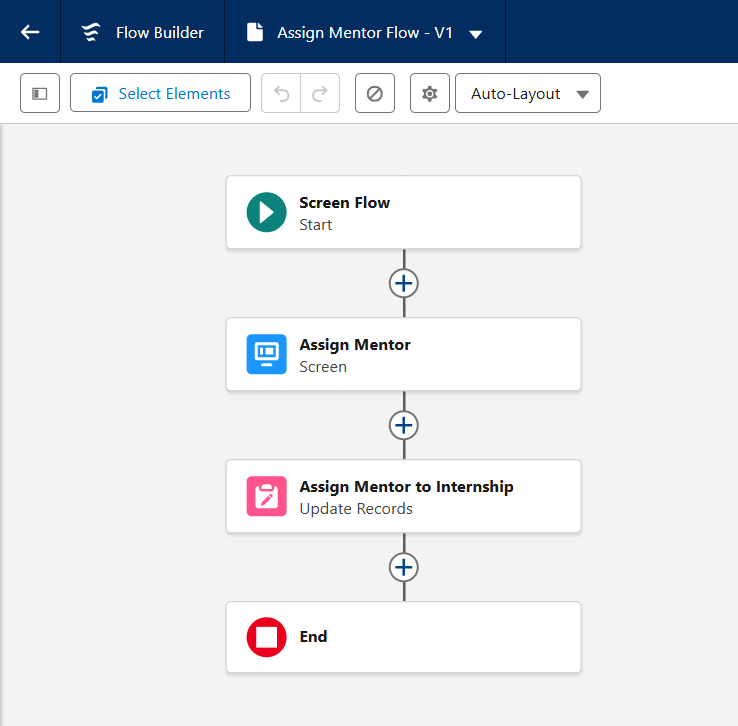 Flow Builder
Assign Mentor Flow - V1
Select Elements
Auto-Layout
Screen Flow
Start
Assign Mentor
Screen
Assign Mentor to Internship
Update Records
End